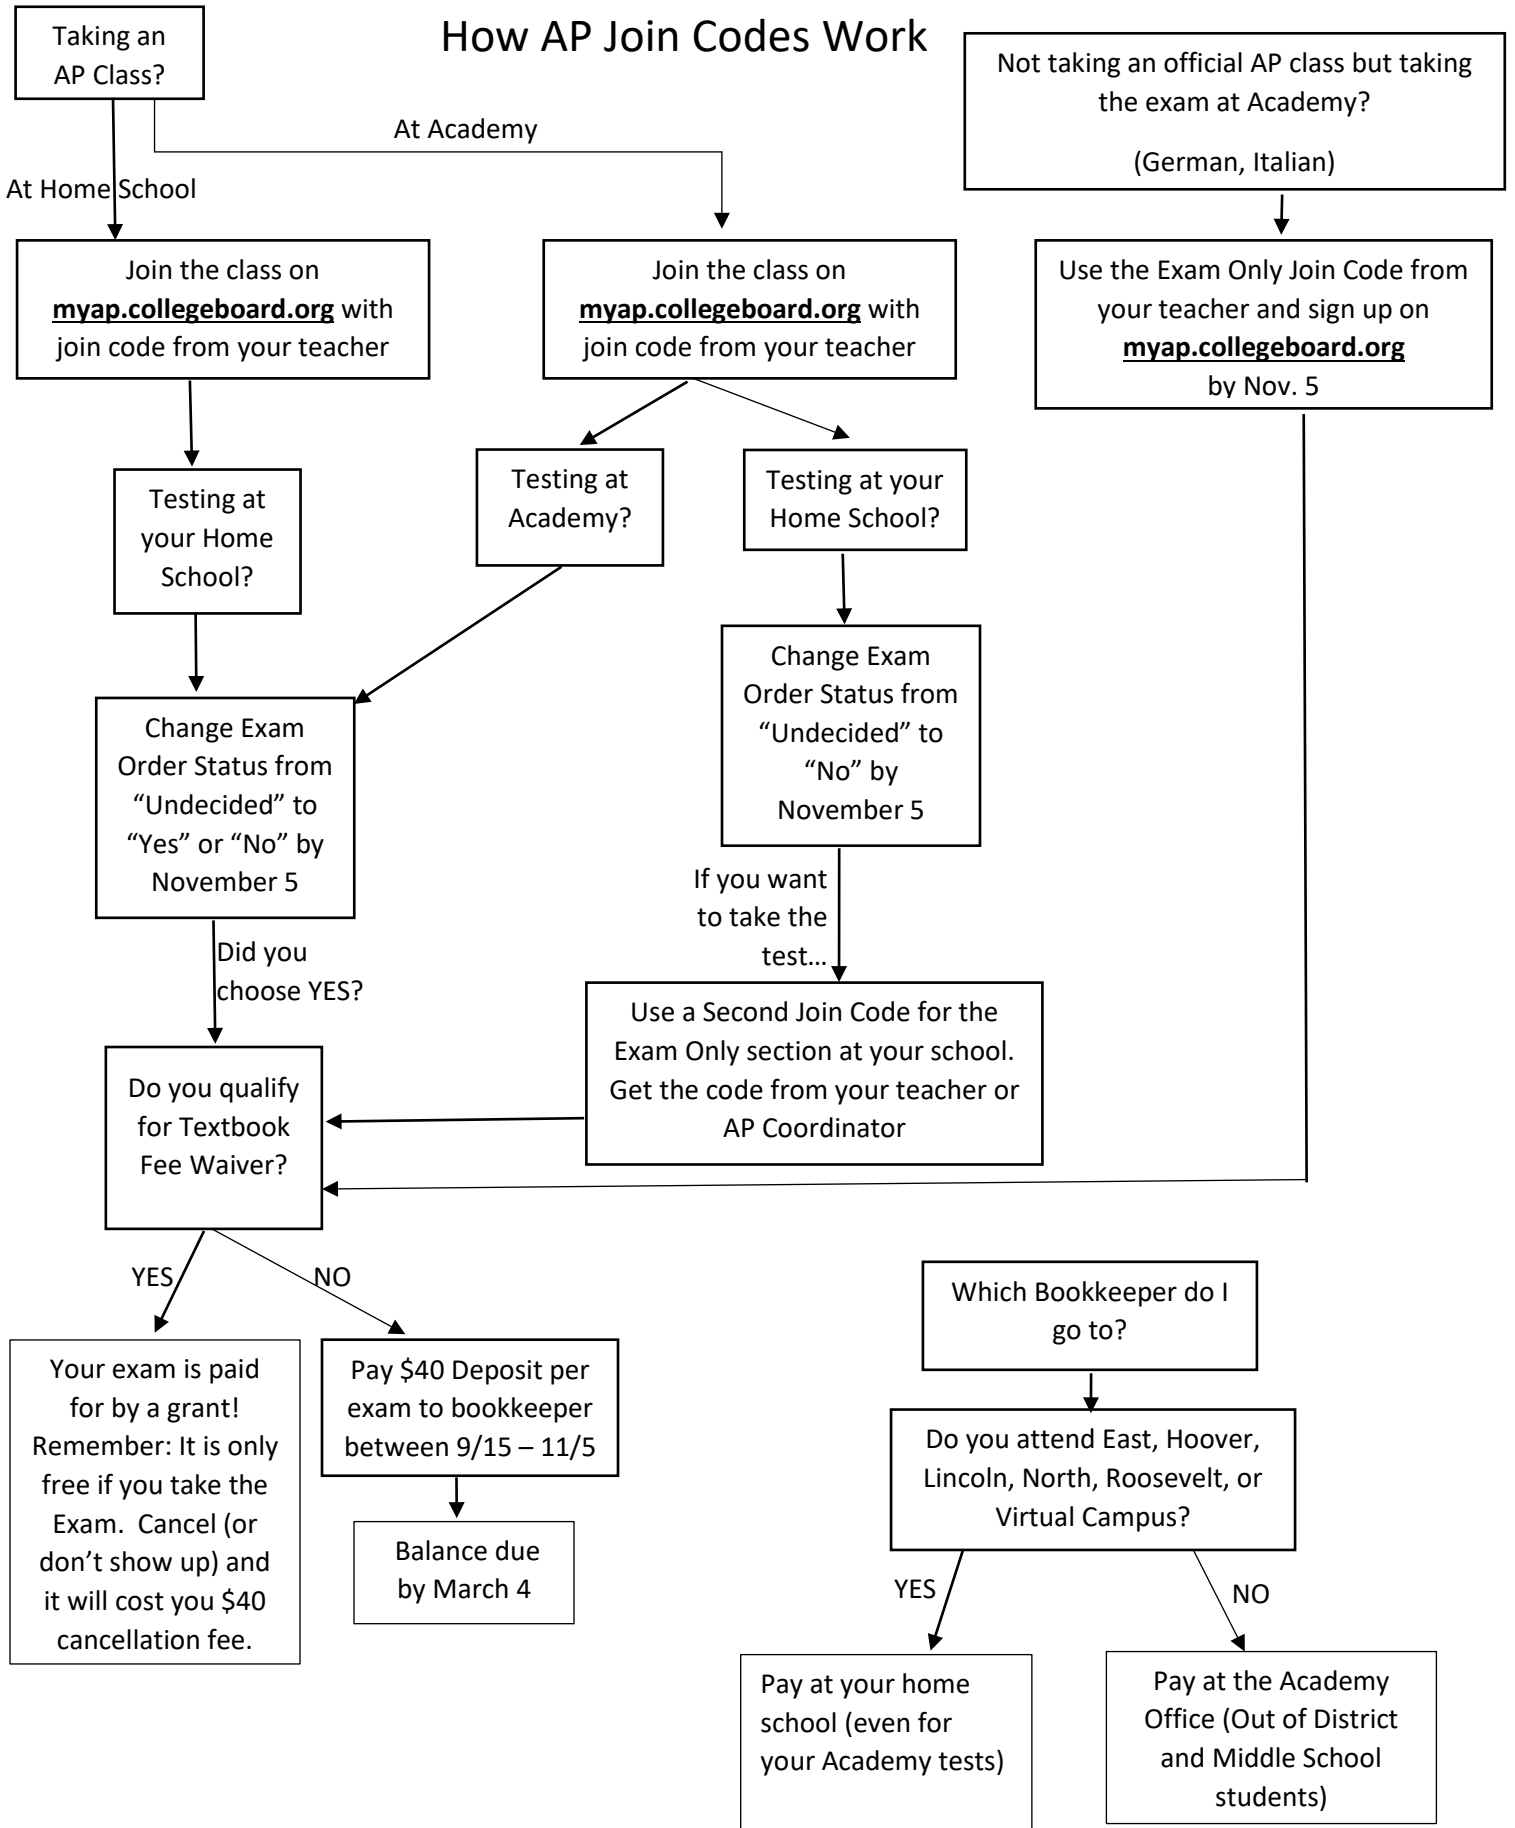 How AP Join Codes Work
Taking an
AP Class?
At Academy
At Home School
Not taking an official AP class but taking
the exam at Academy?
(German, Italian)
Join the class on
myap.collegeboard.org with
join code from your teacher
Join the class on
myap.collegeboard.org with
join code from your teacher
Use the Exam Only Join Code from
your teacher and sign up on
myap.collegeboard.org
by Nov. 5
Testing at
your Home
School?
Testing at
Academy?
Testing at your
Home School?
Change Exam
Order Status from
“Undecided” to
“Yes” or “No” by
November 5
Change Exam
Order Status from
“Undecided” to
“No” by
November 5
Did you
choose YES?
If you want
to take the
test…
Use a Second Join Code for the
Exam Only section at your school.
Get the code from your teacher or
AP Coordinator
Do you qualify
for Textbook
Fee Waiver?
YES
NO
Your exam is paid
for by a grant!
Remember: It is only
free if you take the
Exam.  Cancel (or
don’t show up) and
it will cost you $40
cancellation fee.
Pay $40 Deposit per
exam to bookkeeper
between 9/15 – 11/5
Balance due
by March 4
Which Bookkeeper do I
go to?
Do you attend East, Hoover,
Lincoln, North, Roosevelt, or
Virtual Campus?
YES
NO
Pay at your home
school (even for
your Academy tests)
Pay at the Academy
Office (Out of District
and Middle School
students)